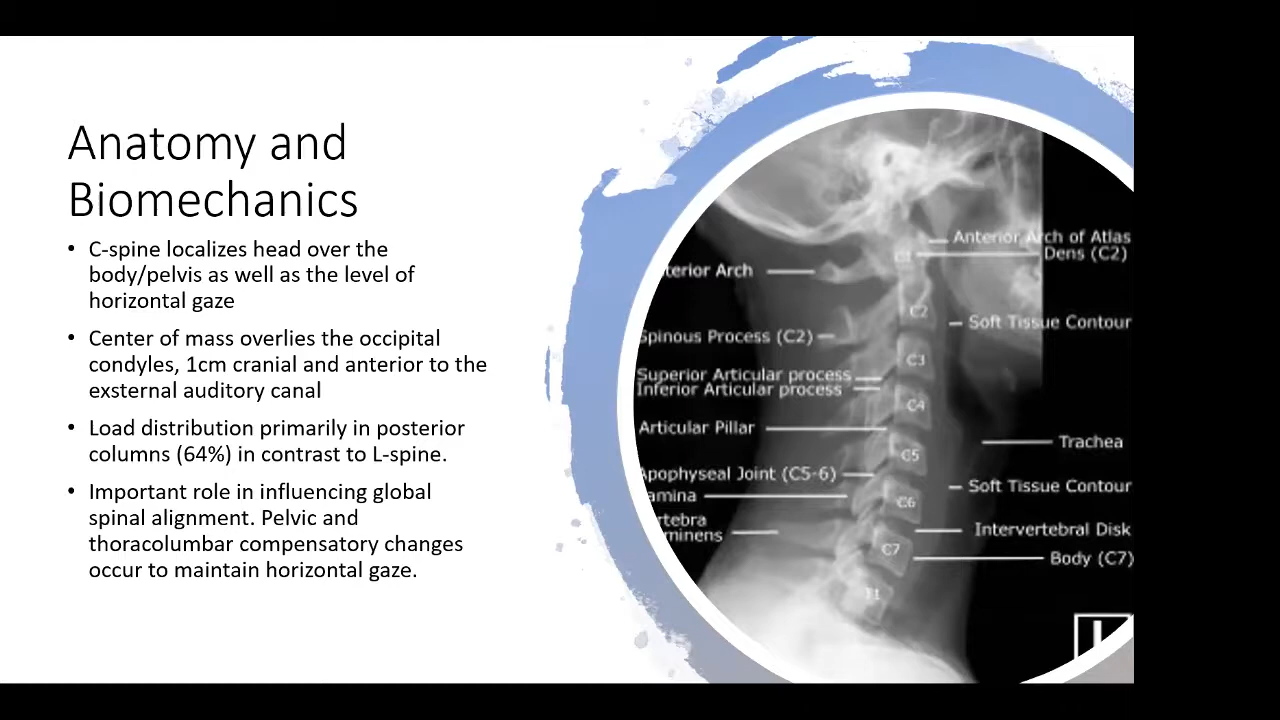 Anatomy and
Biomechanics
• C-spine localizes head over the
body/pelvis as well as the level of
horizontal gaze
• Center of mass overlies the occipital
condyles, 1cm cranial and anterior to the
exsternal auditory canal
• Load distribution primarily in posterior
columns (64%) in contrast to L-spine.
• Important role in influencing global
spinal alignment. Pelvic and
thoracolumbar compensatory changes
occur to maintain horizontal gaze.
terior Arch
Spinous Process (C2)
Superior Articular process
Inferior Articular process
Articular Pillar
Apophyseal Joint (C5-6)
amina
rtebra
minens
C1
C2
C3
C4
C5
C6
C7
T1
Anterior Arch of Atlas
Dens (C2)
Soft Tissue Contour
Trachea
Soft Tissue Contour
Intervertebral Disk
Body (C7)
L